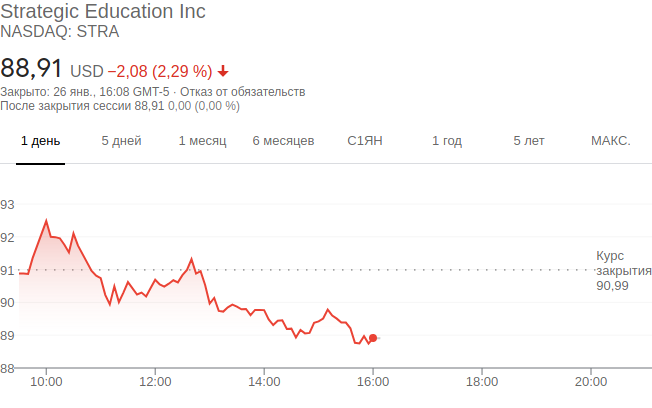 Strategic Education Inc
NASDAQ: STRA
88,91 USD −2,08 (2,29 %)
Закрыто: 26 янв., 16:08 GMT-5 · Отказ от обязательств
После закрытия сессии 88,91 0,00 (0,00 %)
1 день 5 дней 1 месяц 6 месяцев С1ЯН 1 год 5 лет МАКС.
93
92
91
90
89
88
Курс
закрытия
90,99
10:00 12:00 14:00 16:00 18:00 20:00